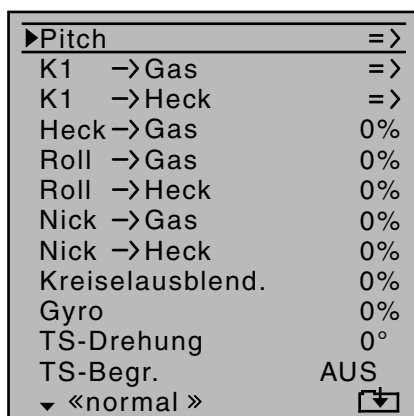 Pitch =>
K1 →Gas =>
K1 →Heck =>
Heck→Gas 0%
Roll →Gas 0%
Roll →Heck 0%
Nick →Gas 0%
Nick →Heck 0%
Kreiselausblend. 0%
Gyro 0%
TS-Drehung 0°
TS-Begr. AUS
«normal »